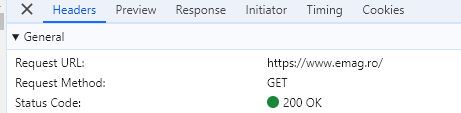 Headers Preview Response Initiator Timing Cookies
General
Request URL: https://www.emag.ro/
Request Method: GET
Status Code: 200 OK